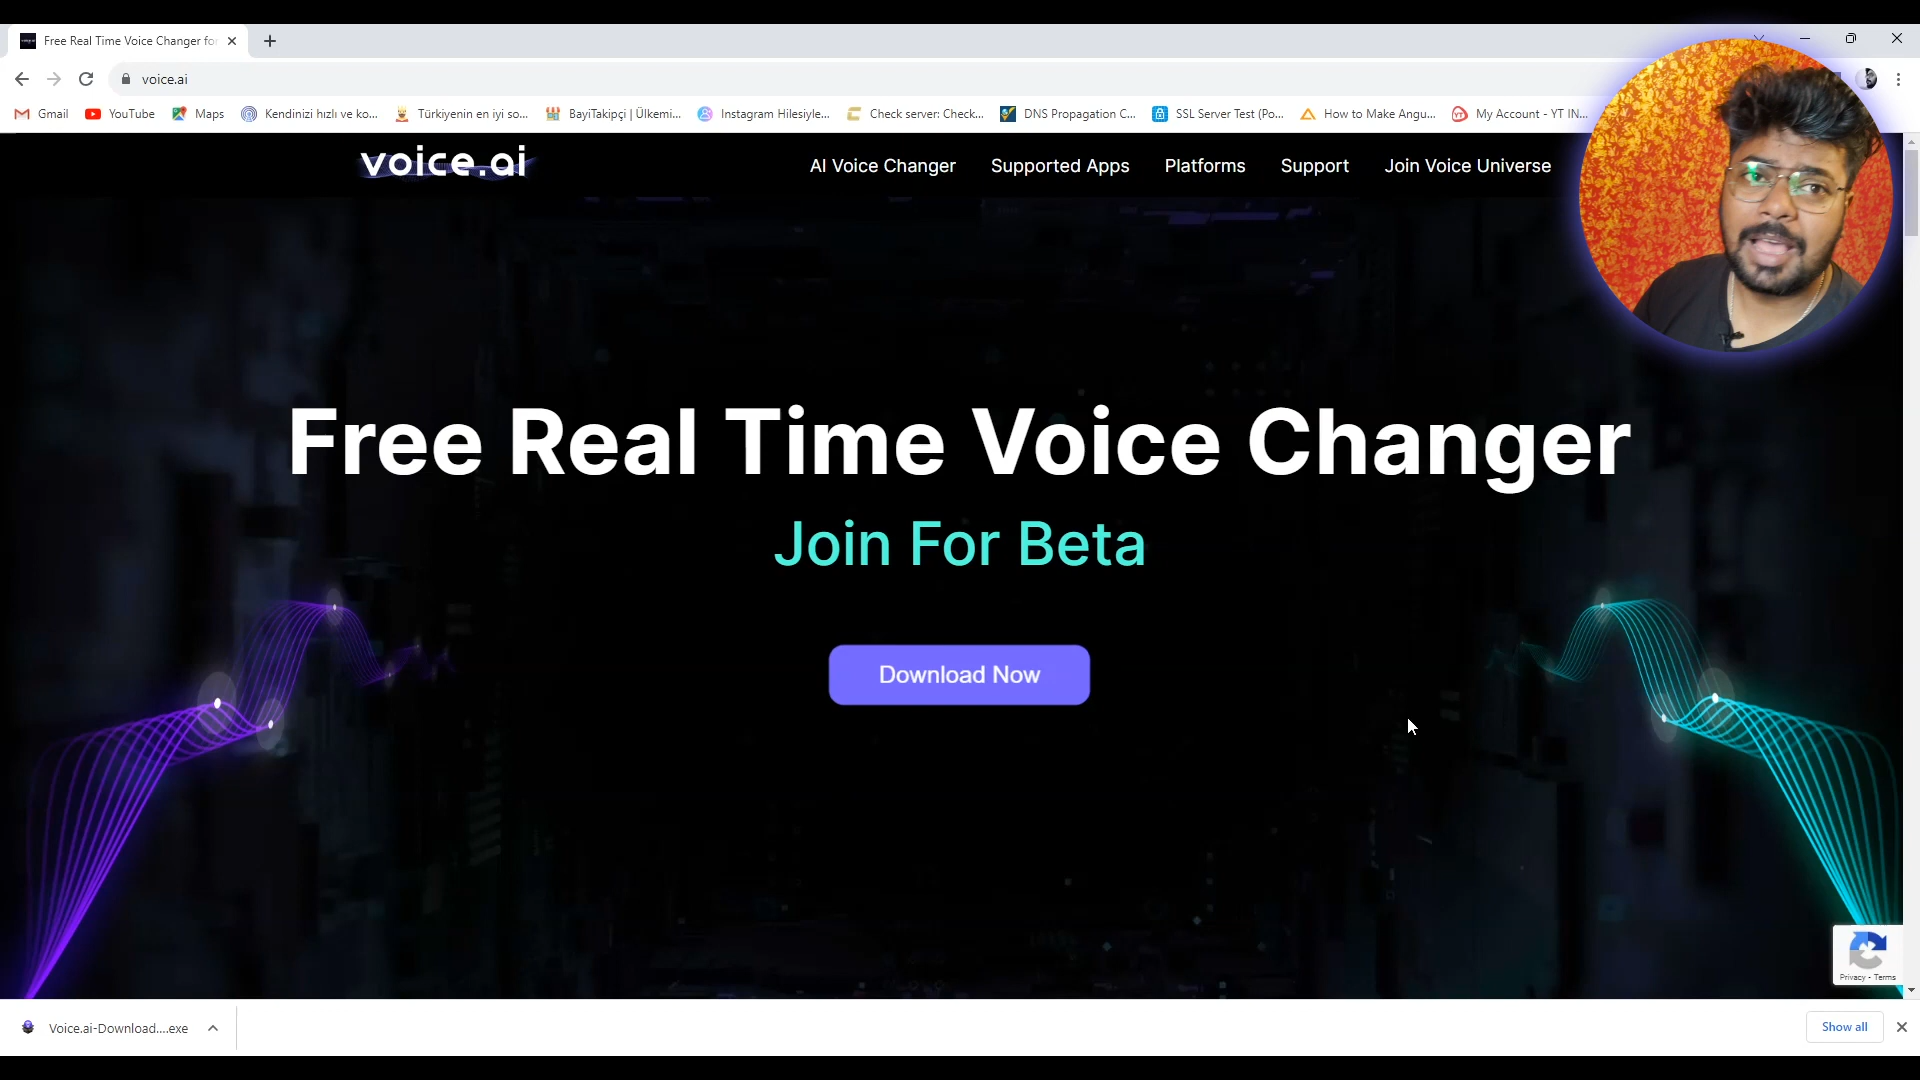 Free Real Time Voice Changer for
voice.ai
Gmail YouTube Maps Kendinizi hızlı ve ko... Türkiyenin en iyi so... BayiTakipçi | Ülkemi... Instagram Hilesiyle... Check server: Check... DNS Propagation C... SSL Server Test (Po... How to Make Angu... My Account - YT IN...
voice.ai AI Voice Changer Supported Apps Platforms Support Join Voice Universe
Free Real Time Voice Changer
Join For Beta
Download Now
Privacy - Terms
Voice.ai-Download....exe Show all